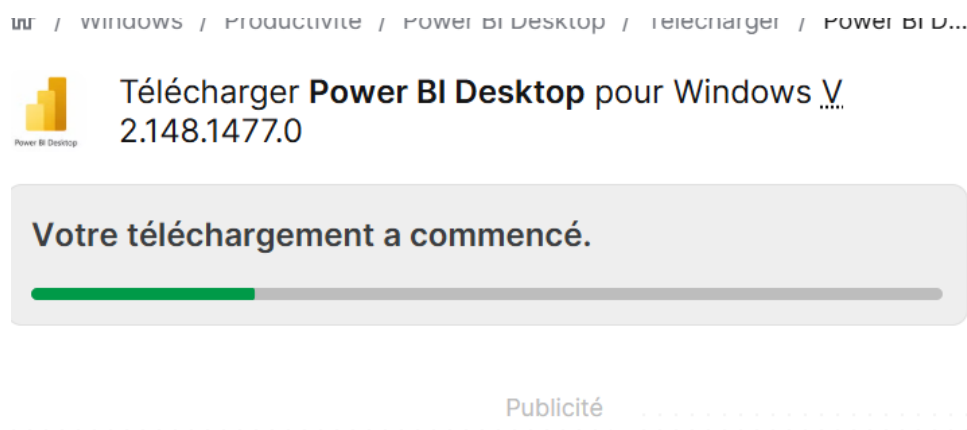 / Windows / Productivité / Power BI Desktop / Télécharger / Power BI D...
Télécharger Power BI Desktop pour Windows V
2.148.1477.0
Power BI Desktop
Votre téléchargement a commencé.
Publicité